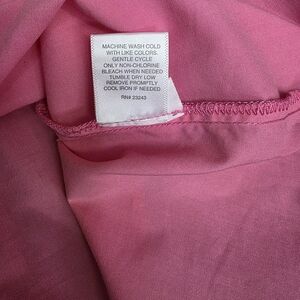 MACHINE WASH COLD
WITH LIKE COLORS.
GENTLE CYCLE
ONLY NON-CHLORINE
BLEACH WHEN NEEDED
TUMBLE DRY LOW
REMOVE PROMPTLY
COOL IRON IF NEEDED
RN# 23243